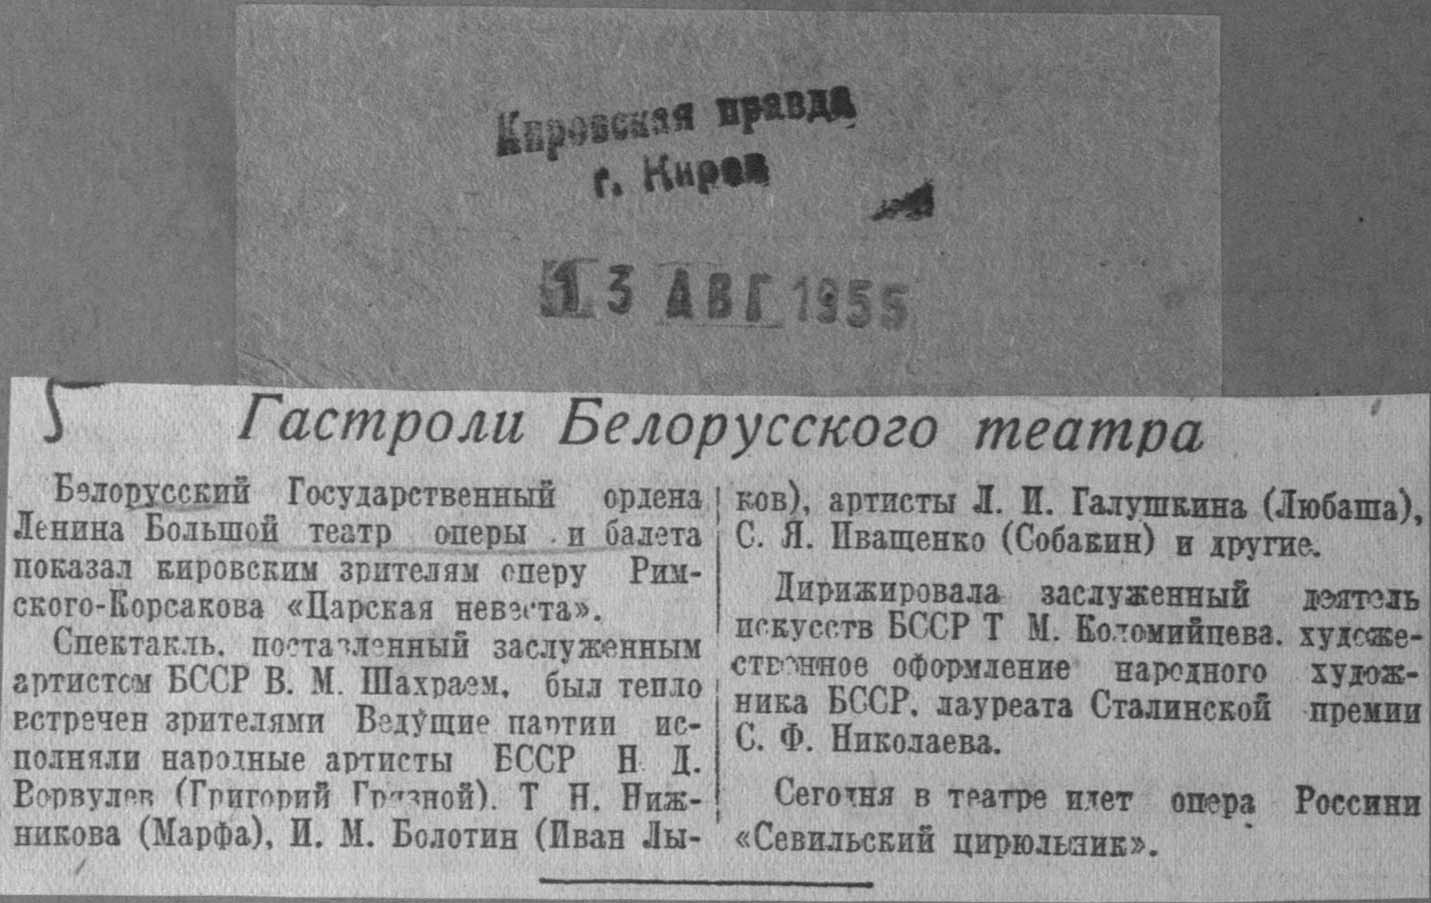 Кировская правда
г. Киров
13 АВГ 1955
Гастроли Белорусского театра
Белорусский Государственный ордена
Ленина Большой театр оперы и балета
показал кировским зрителям оперу Рим-
ского-Корсакова «Царская невеста».
Спектакль, поставленный заслуженным
артистом БССР В. М. Шахраем, был тепло
встречен зрителями Ведущие партии ис-
полняли народные артисты БССР Н. Д.
Ворвулев (Григорий Грязной). Т Н. Ниж-
никова (Марфа), И. М. Болотин (Иван Лы-
ков), артисты Л. И. Галушкина (Любаша),
С. Я. Иващенко (Собакин) и другие.
Дирижировала заслуженный деятель
искусств БССР Т М. Коломийцева. художе-
ственное оформление народного худож-
ника БССР, лауреата Сталинской премии
С. Ф. Николаева.
Сегодня в театре идет опера Россини
«Севильский цирюльник».